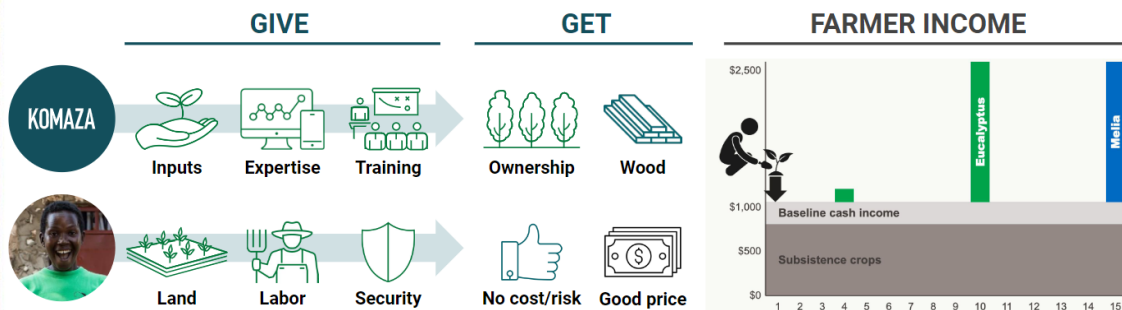 GIVE
GET
FARMER INCOME
KOMAZA
Inputs
Expertise
Training
Ownership
Wood
Land
Labor
Security
No cost/risk
Good price
$2,500
$1,000
$500
$0
Eucalyptus
Melia
Baseline cash income
Subsistence crops
1 2 3 4 5 6 7 8 9 10 11 12 13 14 15